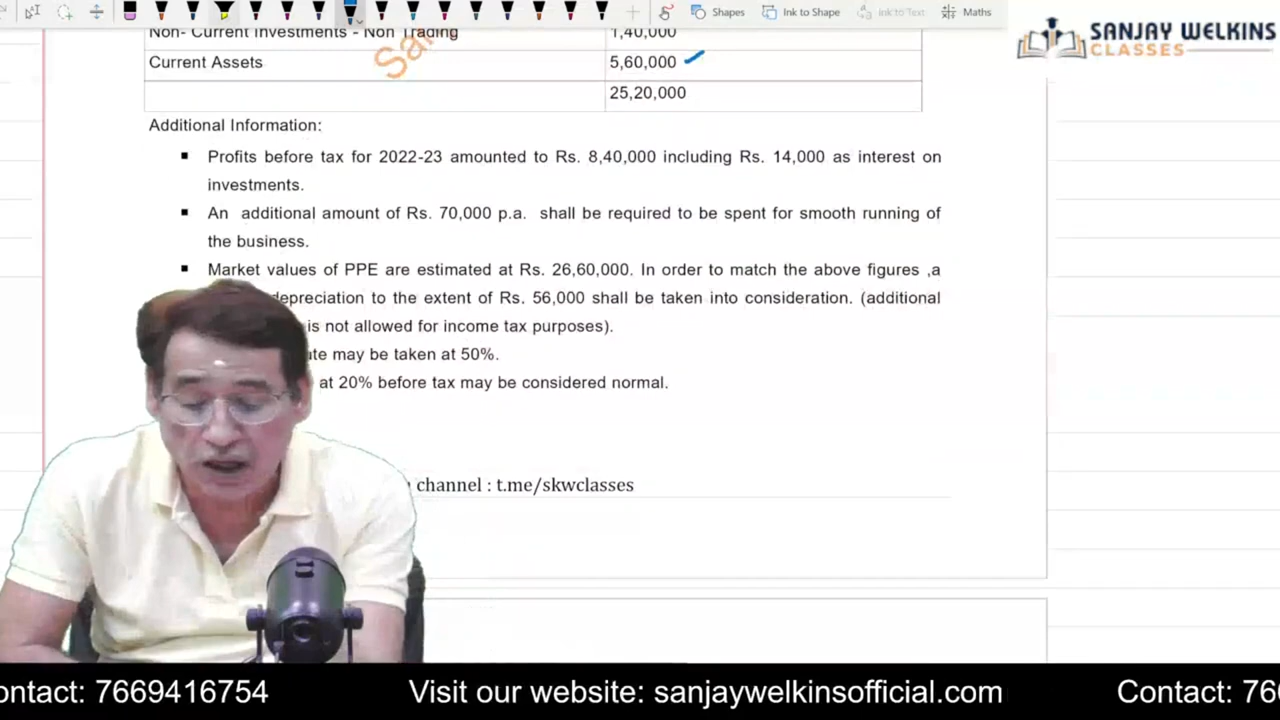 Shapes
Ink to Shape
Ink to Text
Maths
SANJAY WELKINS
CLASSES
Non- Current Investments - Non Trading 1,40,000
Sa
Current Assets 5,60,000
25,20,000
Additional Information:
Profits before tax for 2022-23 amounted to Rs. 8,40,000 including Rs. 14,000 as interest on
investments.
An additional amount of Rs. 70,000 p.a. shall be required to be spent for smooth running of
the business.
Market values of PPE are estimated at Rs. 26,60,000. In order to match the above figures ,a
depreciation to the extent of Rs. 56,000 shall be taken into consideration. (additional
is not allowed for income tax purposes).
may be taken at 50%.
at 20% before tax may be considered normal.
channel : t.me/skwclasses
ontact: 7669416754 Visit our website: sanjaywelkinsofficial.com Contact: 766